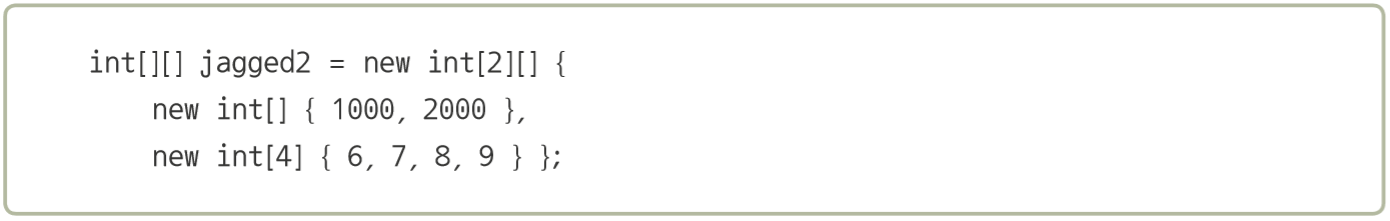 int[][] jagged2 = new int[2][] {
    new int[] { 1000, 2000 },
    new int[4] { 6, 7, 8, 9 } };